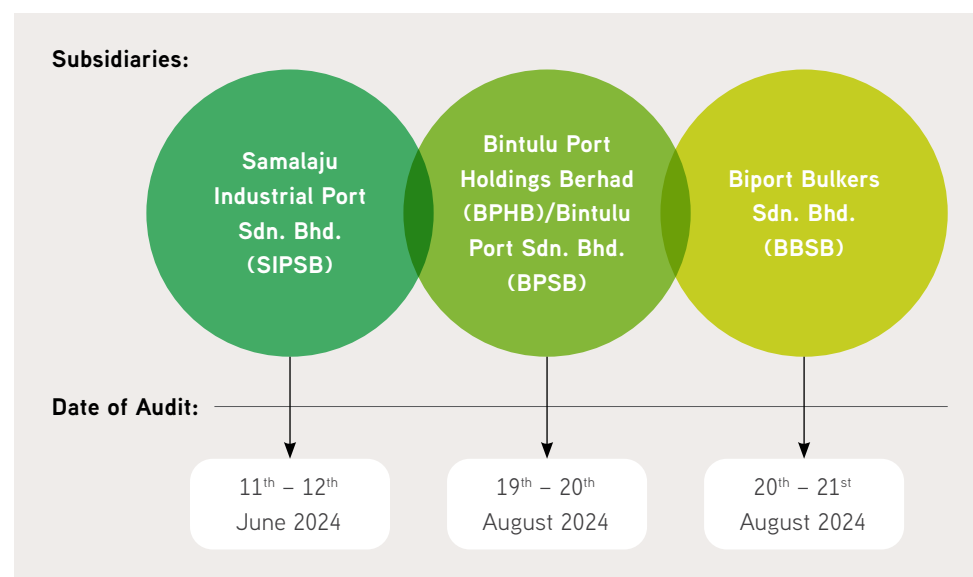 Subsidiaries:
Samalaju
Industrial Port
Sdn. Bhd.
(SIPSB)
Bintulu Port
Holdings Berhad
(BPHB)/Bintulu
Port Sdn. Bhd.
(BPSB)
Biport Bulkers
Sdn. Bhd.
(BBSB)
Date of Audit:
11th – 12th
June 2024
19th – 20th
August 2024
20th – 21st
August 2024